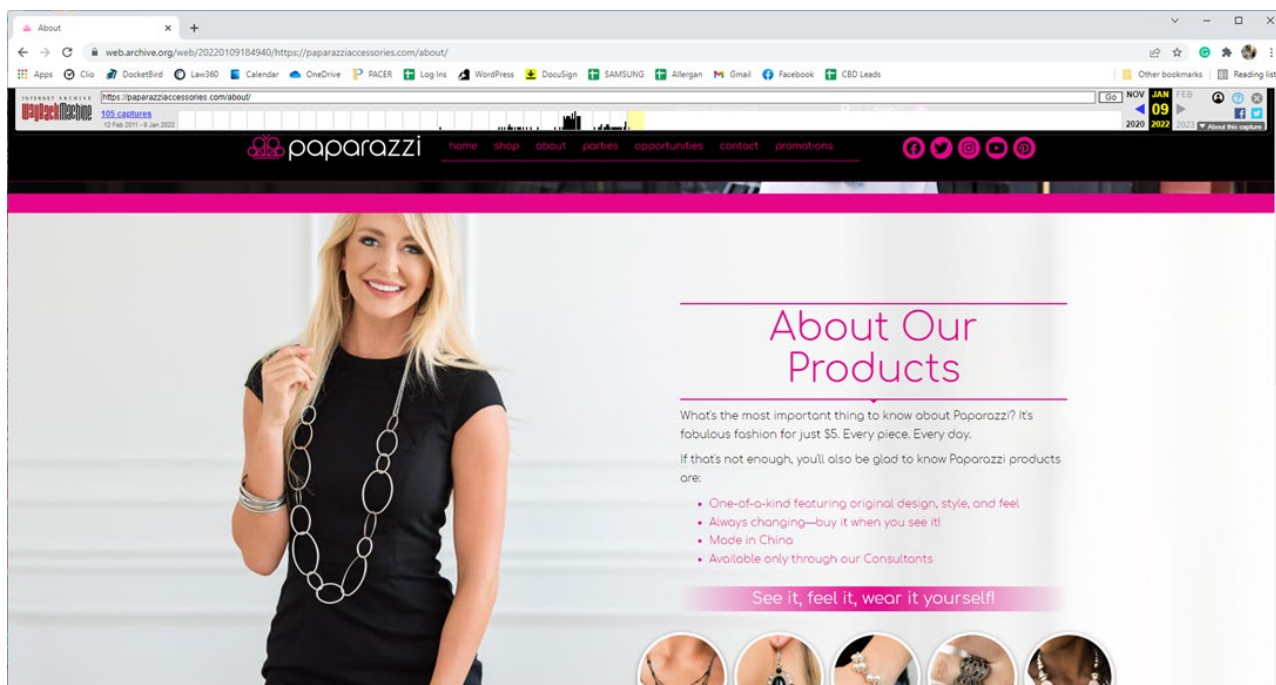 About
web.archive.org/web/20220109184940/https://paparazziaccessories.com/about/
Apps Clio DocketBird Law360 Calendar OneDrive PACER Log Ins WordPress DocuSign SAMSUNG Allergan Gmail Facebook CBD Leads Other bookmarks Reading list
INTERNET ARCHIVE
WayBackMachine
https://paparazziaccessories.com/about/
Go
NOV JAN FEB
105 captures
12 Feb 2011 - 9 Jan 2022
09
2020 2022 2023
About this capture
paparazzi
home shop about parties opportunities contact promotions
About Our
Products
What's the most important thing to know about Paparazzi? It's
fabulous fashion for just $5. Every piece. Every day.
If that's not enough, you'll also be glad to know Paparazzi products
are:
• One-of-a-kind featuring original design, style, and feel
• Always changing—buy it when you see it!
• Made in China
• Available only through our Consultants
See it, feel it, wear it yourself!